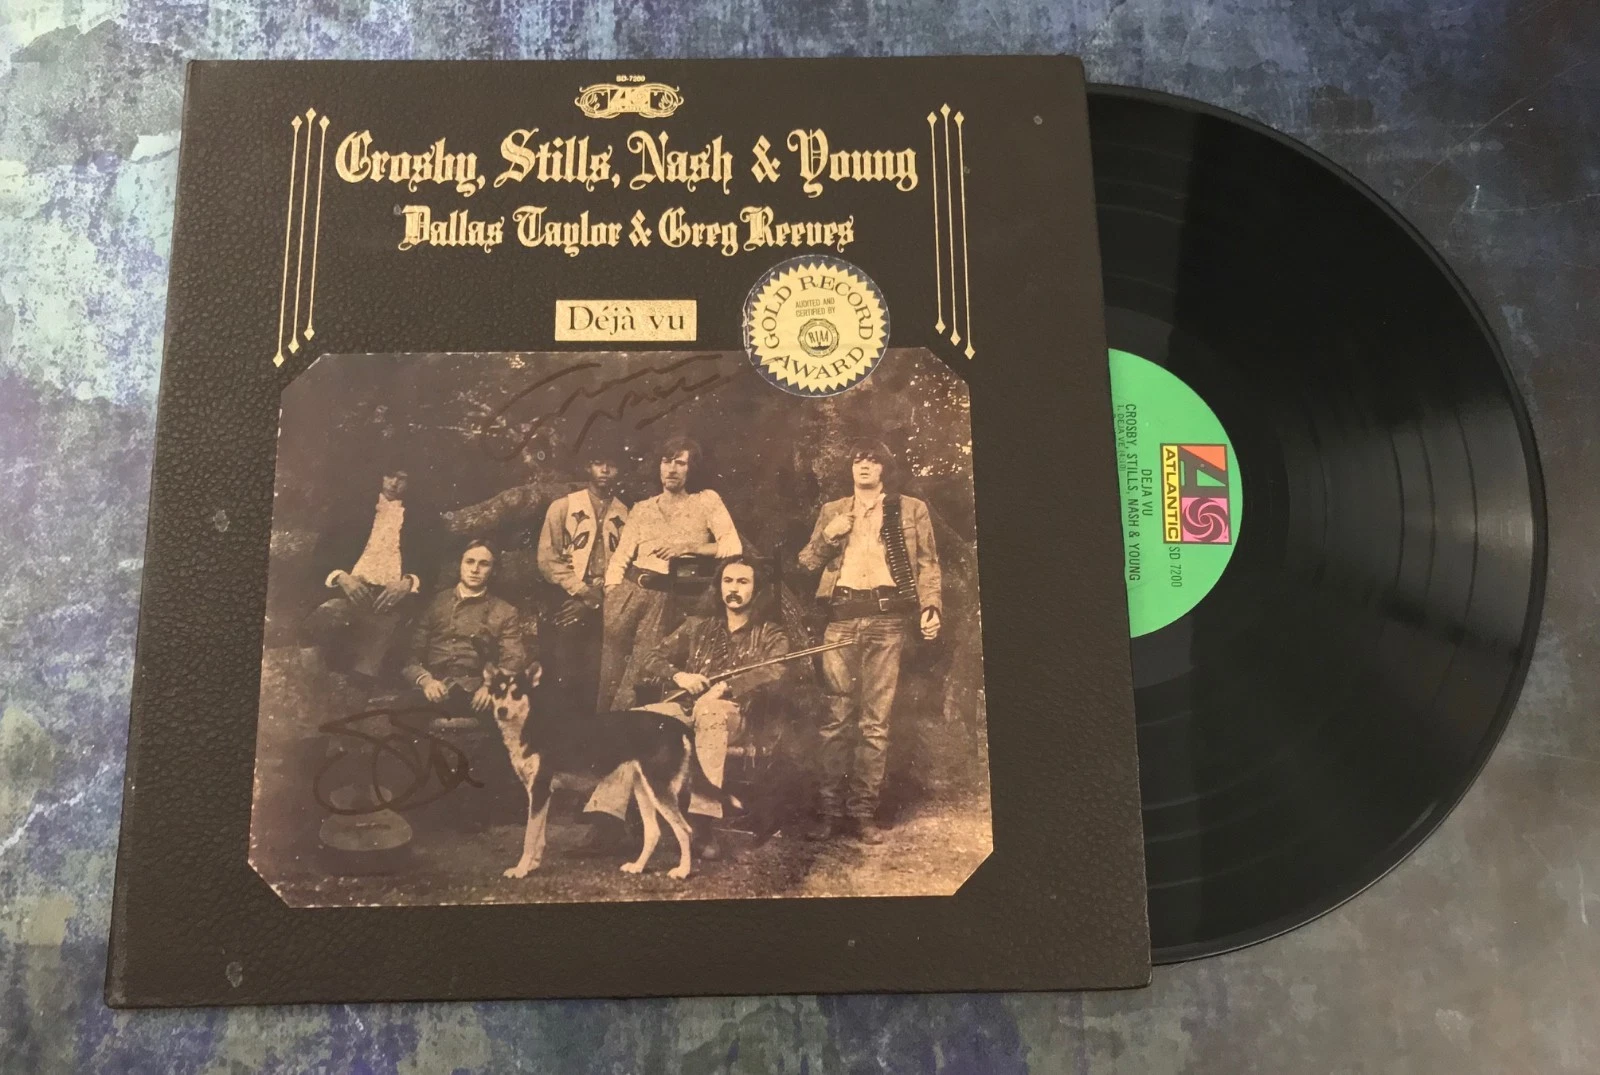 SD-7200
Crosby, Stills, Nash & Young
Dallas Taylor & Greg Reeves
Déjà vu
GOLD RECORD
AUDITED AND
CERTIFIED BY
RIAA
AWARD
ATLANTIC
SD 7200
DEJA VU
CROSBY, STILLS, NASH & YOUNG